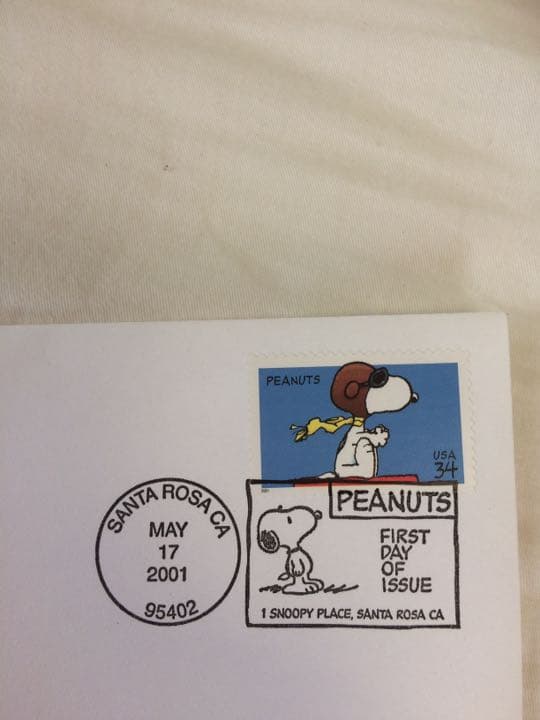 PEANUTS
USA
34
SANTA ROSA CA
MAY
17
2001
95402
PEANUTS
FIRST
DAY
OF
ISSUE
1 SNOOPY PLACE, SANTA ROSA CA